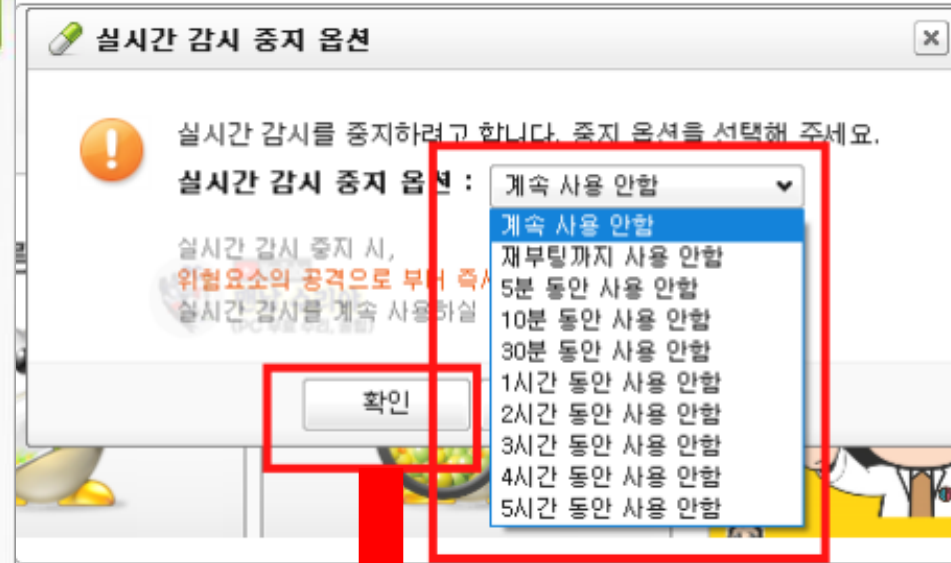 실시간 감시 중지 옵션
실시간 감시를 중지하려고 합니다. 중지 옵션을 선택해 주세요.
실시간 감시 중지 옵션 : 계속 사용 안함
계속 사용 안함
재부팅까지 사용 안함
5분 동안 사용 안함
10분 동안 사용 안함
30분 동안 사용 안함
1시간 동안 사용 안함
2시간 동안 사용 안함
3시간 동안 사용 안함
4시간 동안 사용 안함
5시간 동안 사용 안함
실시간 감시 중지 시,
위험요소의 공격으로 부터
실시간 감시를 계속 사용하실
확인